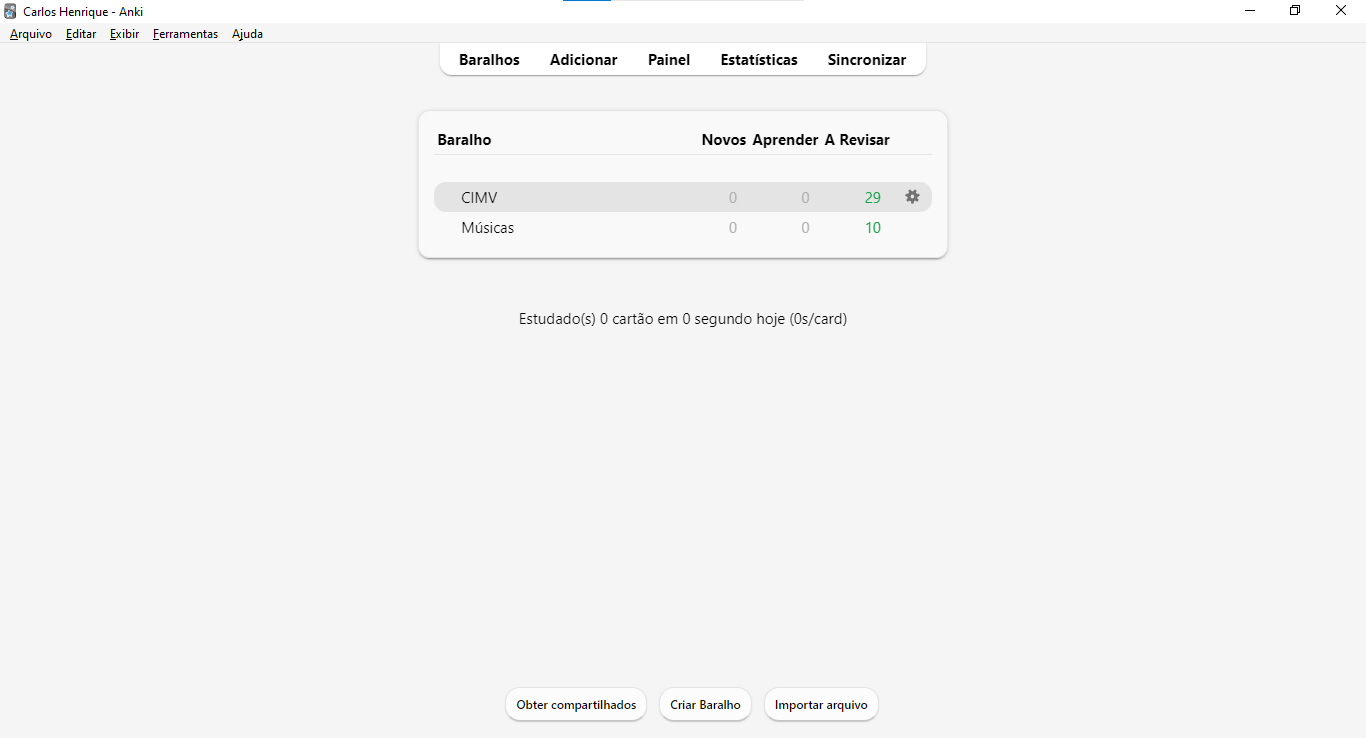 Carlos Henrique - Anki
Arquivo Editar Exibir Ferramentas Ajuda
Baralhos Adicionar Painel Estatísticas Sincronizar
Baralho Novos Aprender A Revisar
CIMV 0 0 29
Músicas 0 0 10
Estudado(s) 0 cartão em 0 segundo hoje (0s/card)
Obter compartilhados Criar Baralho Importar arquivo